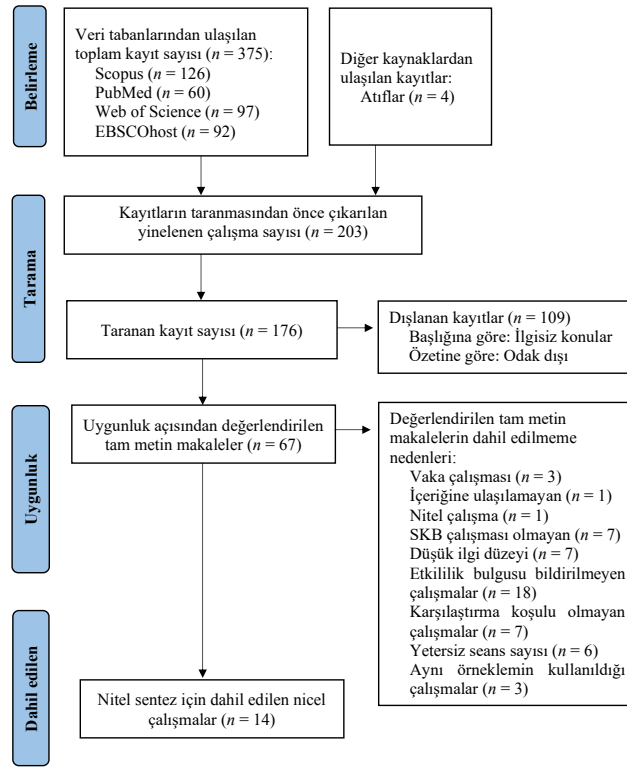 Belirleme
Veri tabanlarından ulaşılan
toplam kayıt sayısı (n = 375):
Scopus (n = 126)
PubMed (n = 60)
Web of Science (n = 97)
EBSCOhost (n = 92)
Diğer kaynaklardan
ulaşılan kayıtlar:
Atıflar (n = 4)
Tarama
Kayıtların taranmasından önce çıkarılan
yinelenen çalışma sayısı (n = 203)
Taranan kayıt sayısı (n = 176)
Dışlanan kayıtlar (n = 109)
Başlığına göre: İlgisiz konular
Özetine göre: Odak dışı
Uygunluk
Uygunluk açısından değerlendirilen
tam metin makaleler (n = 67)
Değerlendirilen tam metin
makalelerin dahil edilmeme
nedenleri:
Vaka çalışması (n = 3)
İçeriğine ulaşılamayan (n = 1)
Nitel çalışma (n = 1)
SKB çalışması olmayan (n = 7)
Düşük ilgi düzeyi (n = 7)
Etkililik bulgusu bildirilmeyen
çalışmalar (n = 18)
Karşılaştırma koşulu olmayan
çalışmalar (n = 7)
Yetersiz seans sayısı (n = 6)
Aynı örneklemin kullanıldığı
çalışmalar (n = 3)
Dahil edilen
Nitel sentez için dahil edilen nicel
çalışmalar (n = 14)